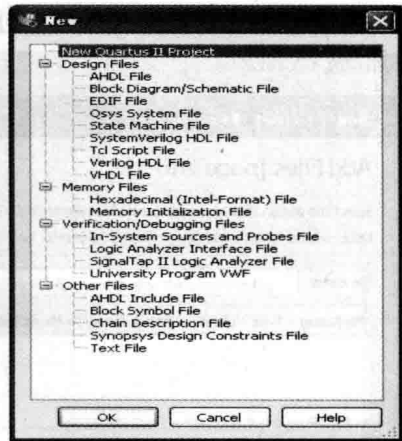 New
New Quartus II Project
Design Files
AHDL File
Block Diagram/Schematic File
EDIF File
Qsys System File
State Machine File
SystemVerilog HDL File
Tcl Script File
Verilog HDL File
VHDL File
Memory Files
Hexadecimal (Intel-Format) File
Memory Initialization File
Verification/Debugging Files
In-System Sources and Probes File
Logic Analyzer Interface File
SignalTap II Logic Analyzer File
University Program VWF
Other Files
AHDL Include File
Block Symbol File
Chain Description File
Synopsys Design Constraints File
Text File
OK Cancel Help